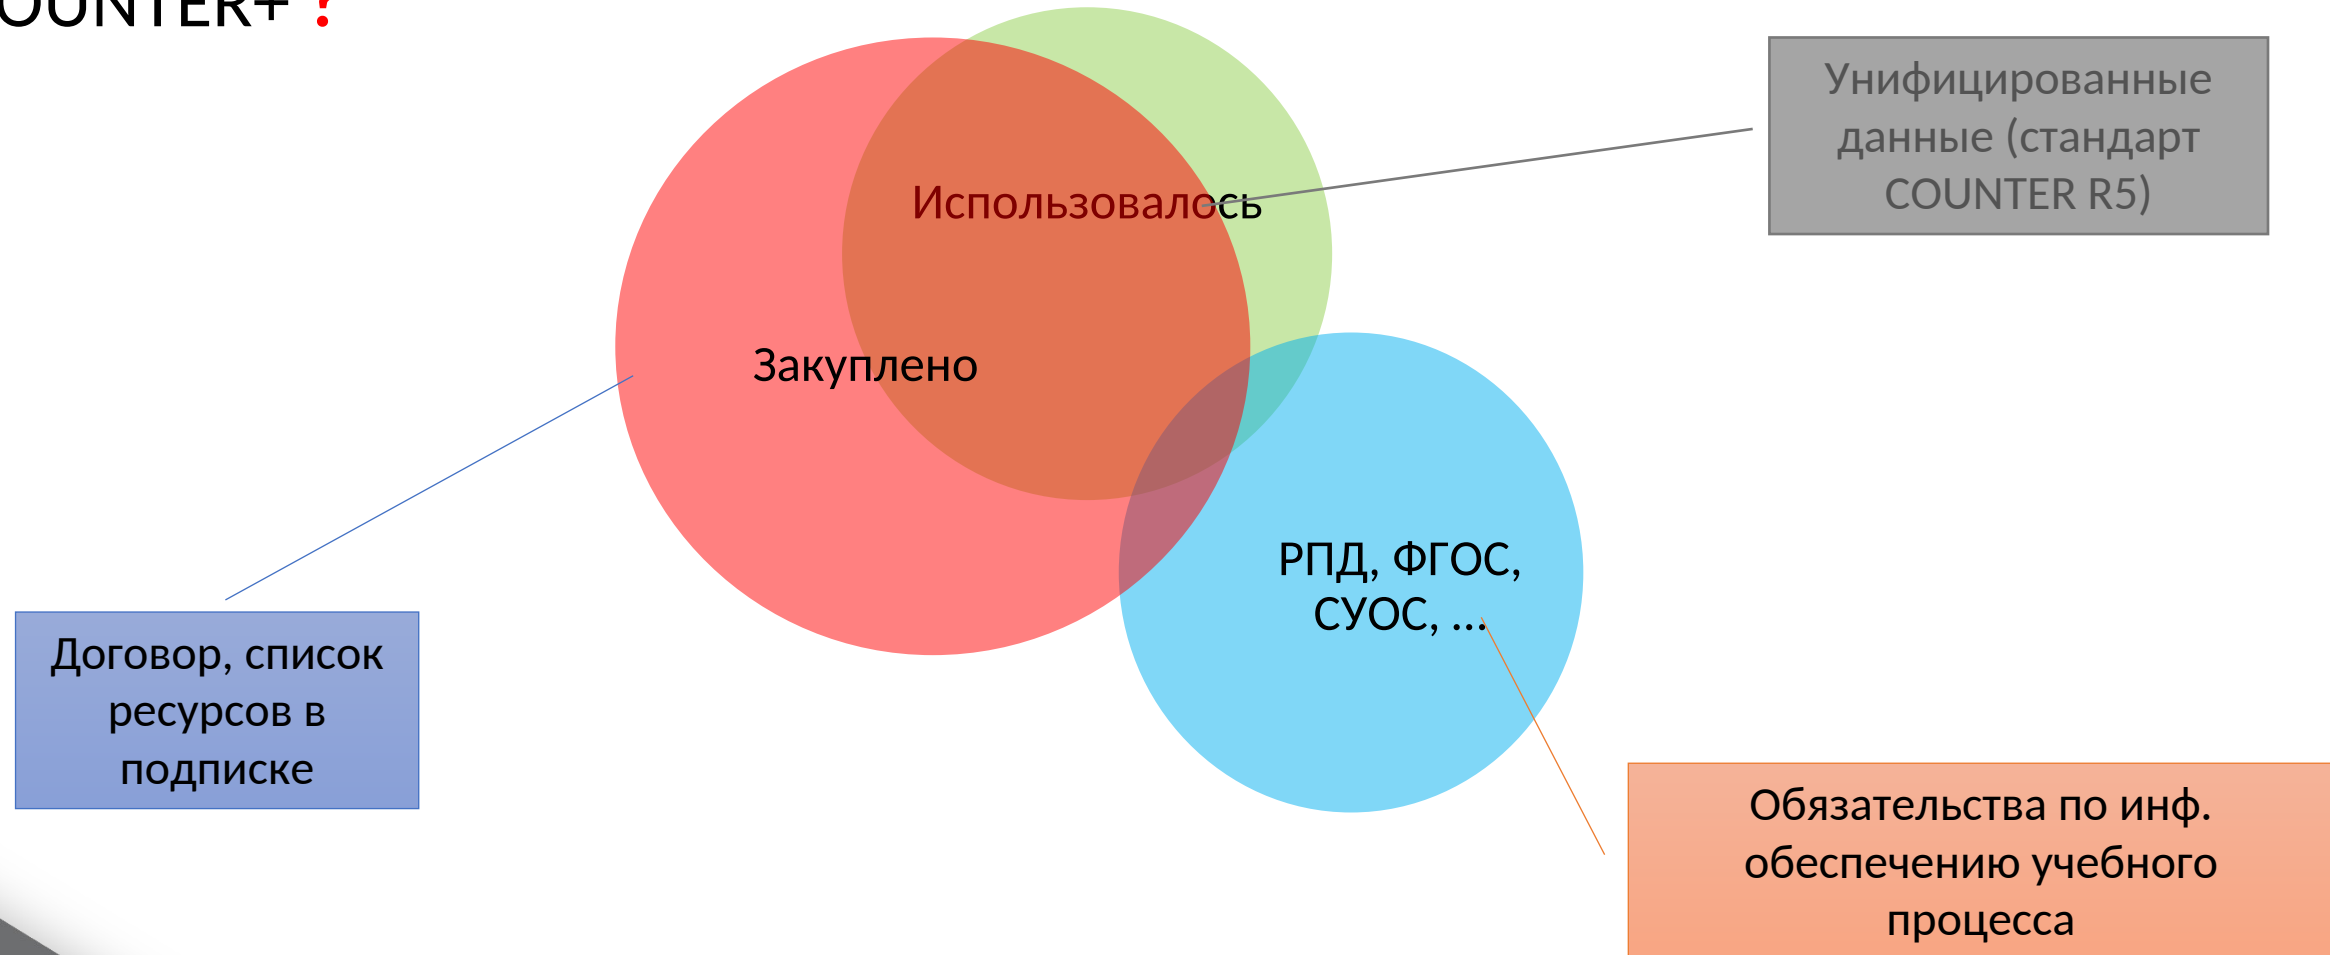 OUNTER+ ?
Унифицированные
данные (стандарт
COUNTER R5)
Использовалось
Закуплено
РПД, ФГОС,
СУОС, ...
Договор, список
ресурсов в
подписке
Обязательства по инф.
обеспечению учебного
процесса